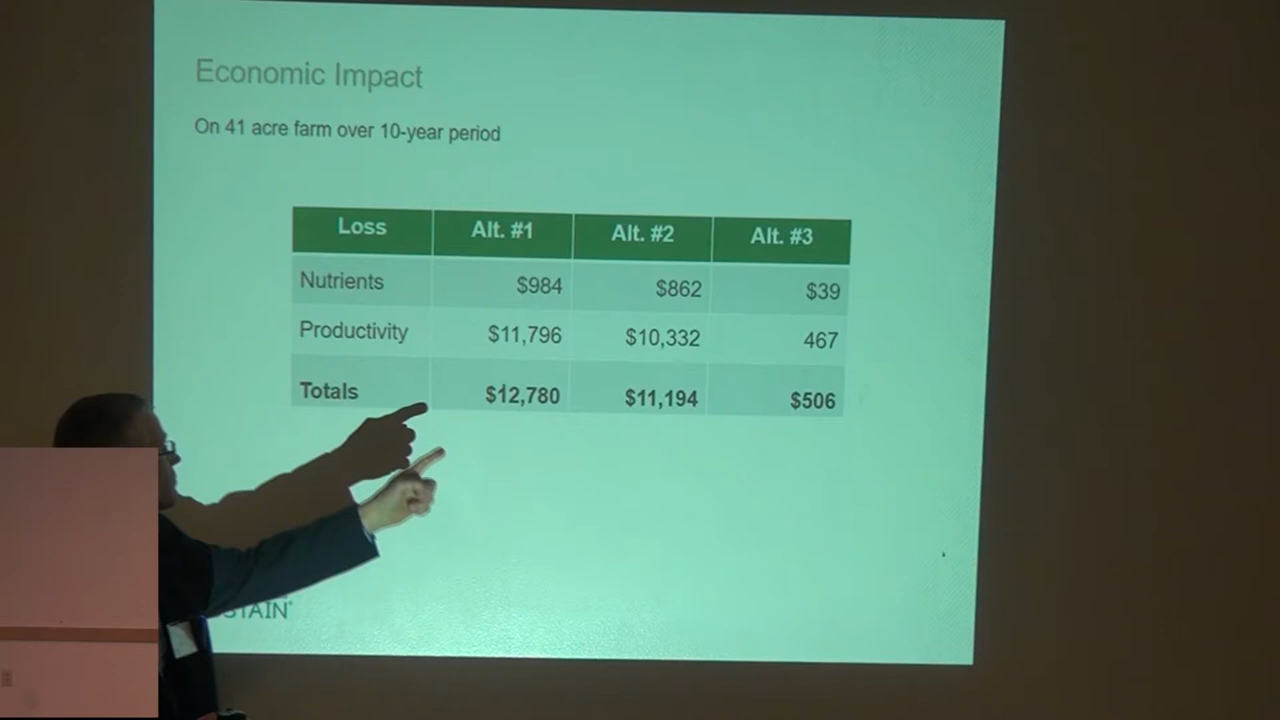 Economic Impact
On 41 acre farm over 10-year period
Loss Alt. #1 Alt. #2 Alt. #3
Nutrients $984 $862 $39
Productivity $11,796 $10,332 467
Totals $12,780 $11,194 $506